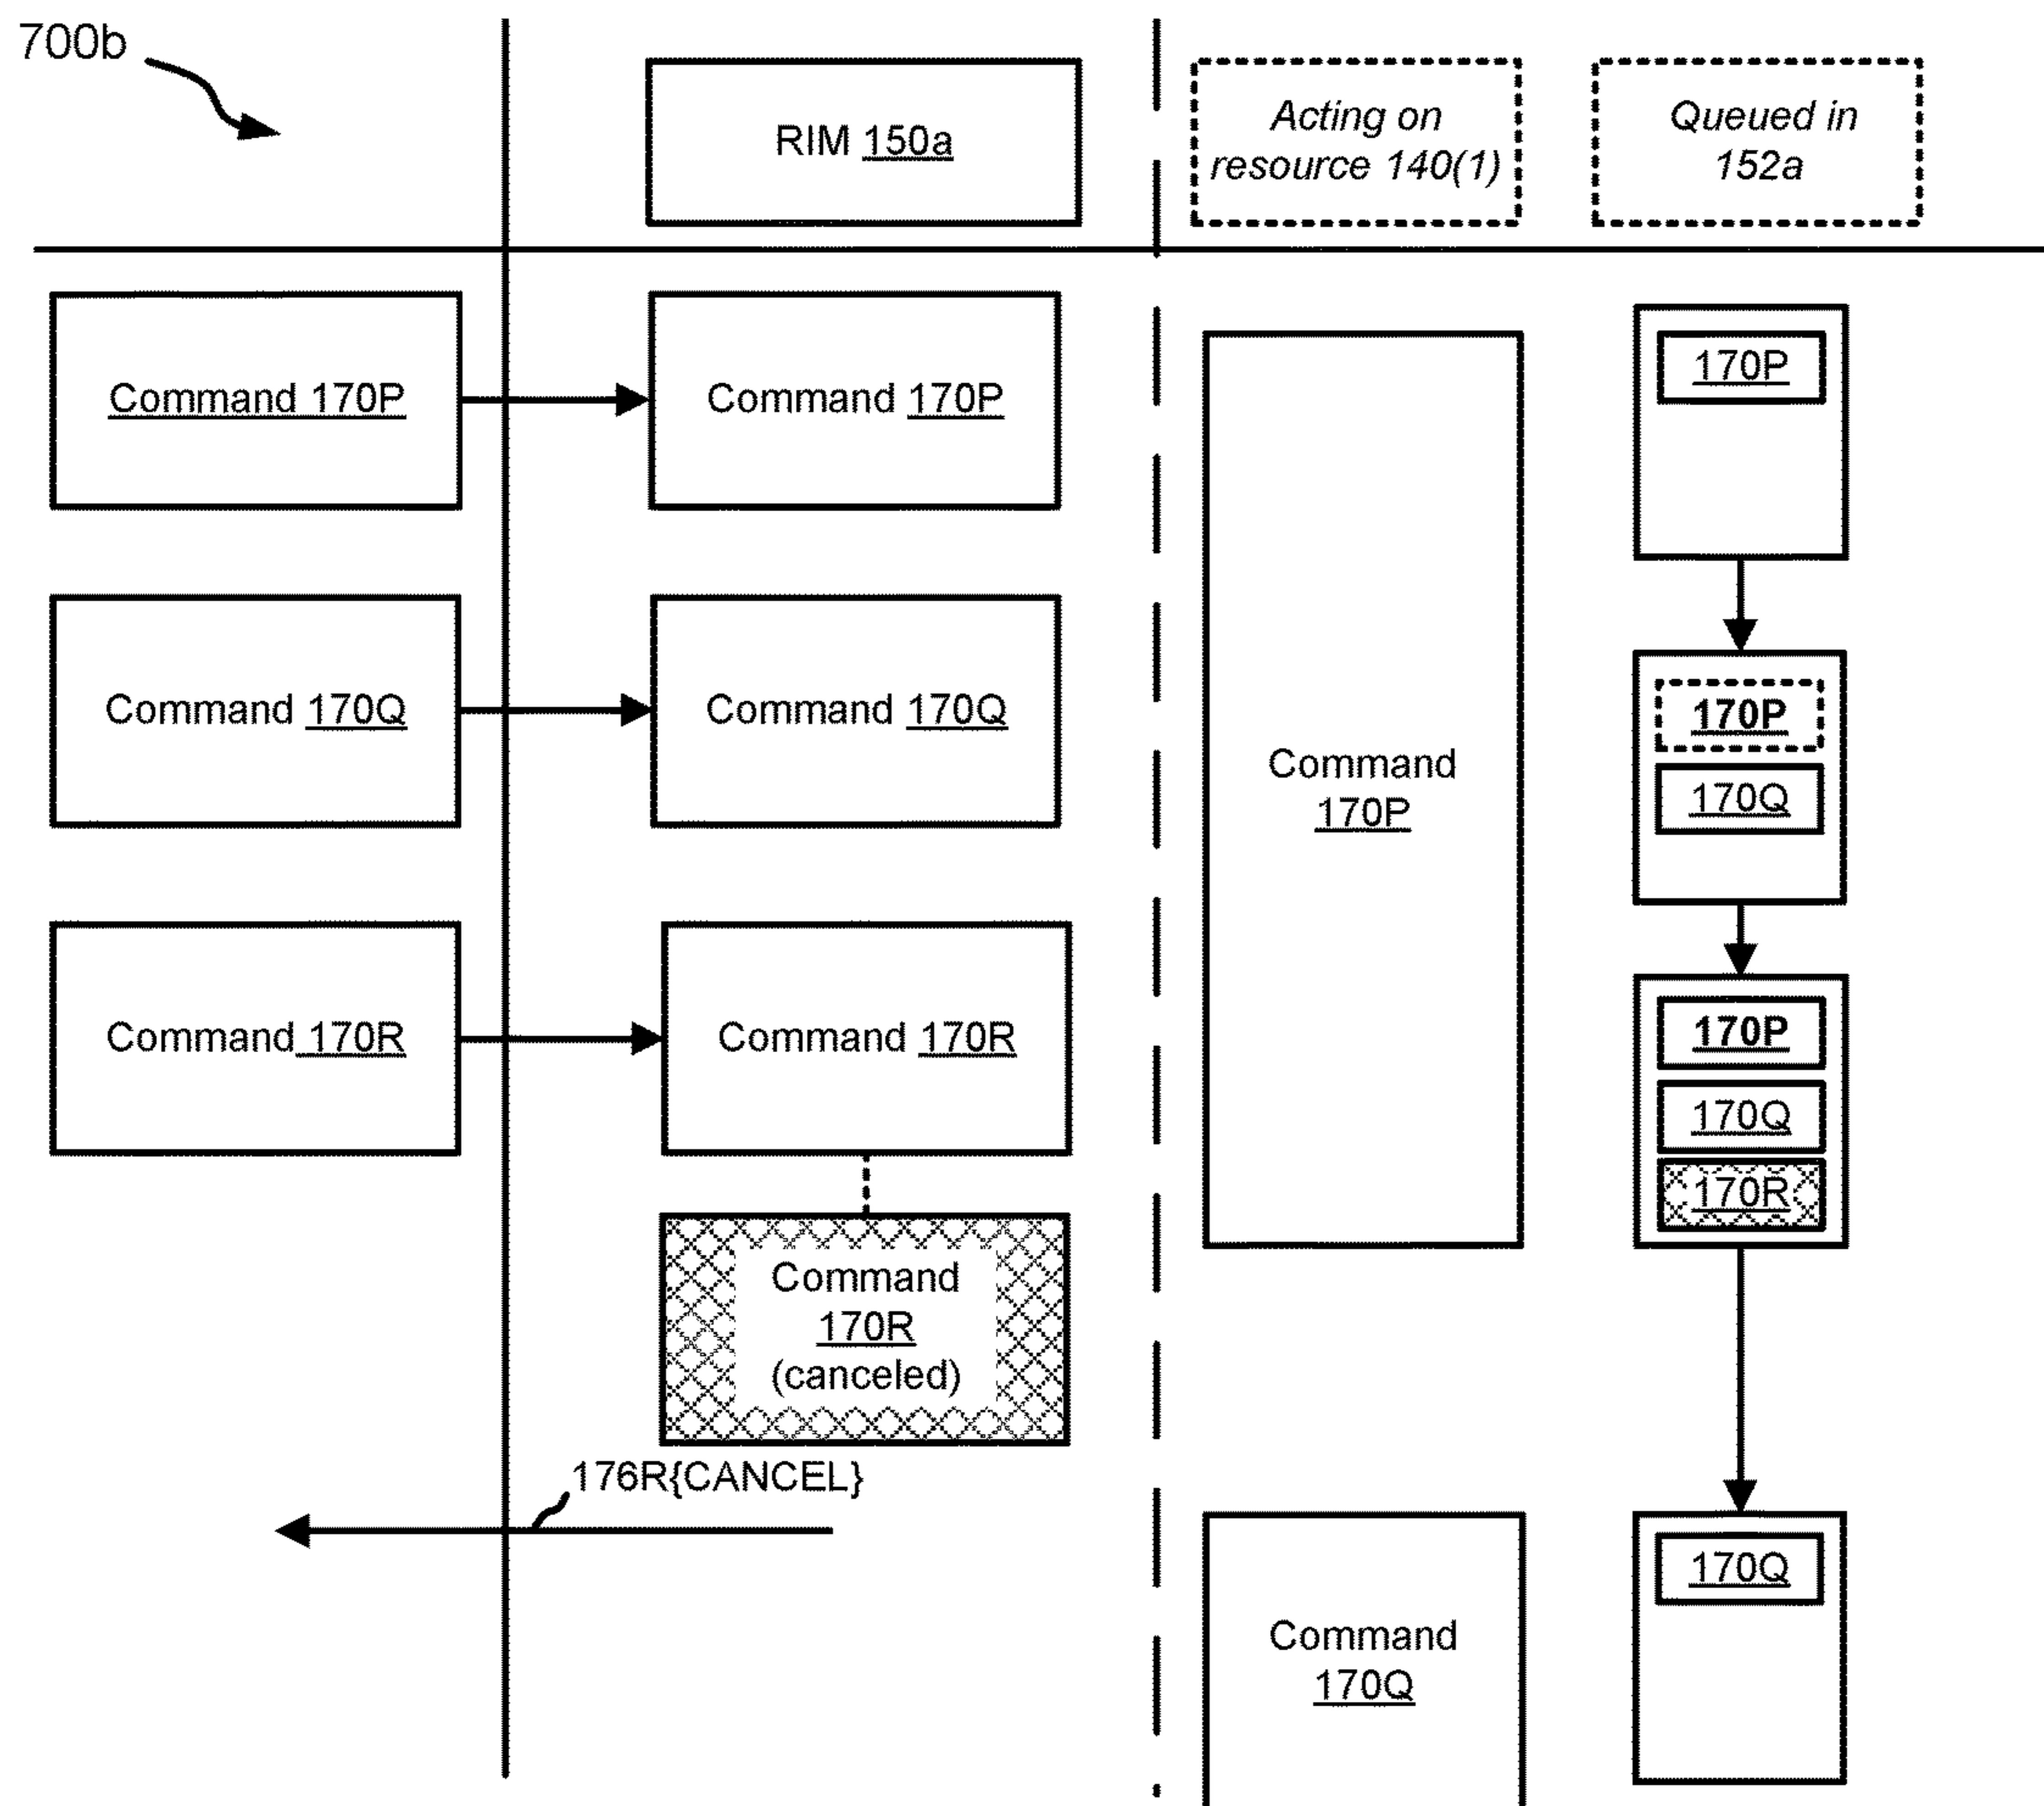 700b
RIM 150a
Acting on
resource 140(1)
Queued in
152a
Command 170P
Command 170P
170P
Command 170Q
Command 170Q
Command
170P
170P
170Q
Command 170R
Command 170R
170P
170Q
170R
Command
170R
(canceled)
176R{CANCEL}
Command
170Q
170Q